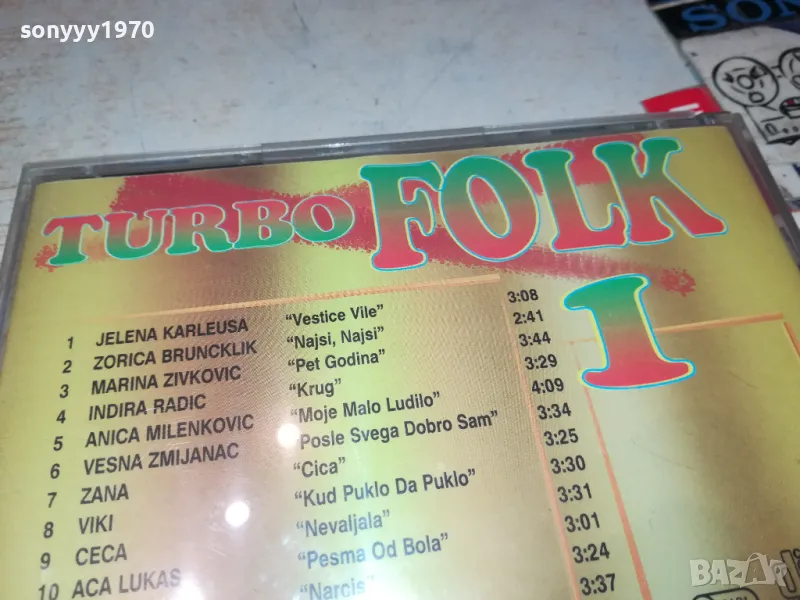 sonyyy1970
SON
TURBO FOLK
1
1 JELENA KARLEUSA "Vestice Vile" 3:08
2 ZORICA BRUNCKLIK "Najsi, Najsi" 2:41
3 MARINA ZIVKOVIC "Pet Godina" 3:44
4 INDIRA RADIC "Krug" 3:29
5 ANICA MILENKOVIC "Moje Malo Ludilo" 4:09
6 VESNA ZMIJANAC Posle Svega Dobro Sam" 3:34
7 ZANA "Cica" 3:25
8 VIKI "Kud Puklo Da Puklo" 3:30
9 CECA "Nevaljala" 3:31
10 ACA LUKAS "Pesma Od Bola" 3:01
"Narcis" 3:24
3:37
BAZAR